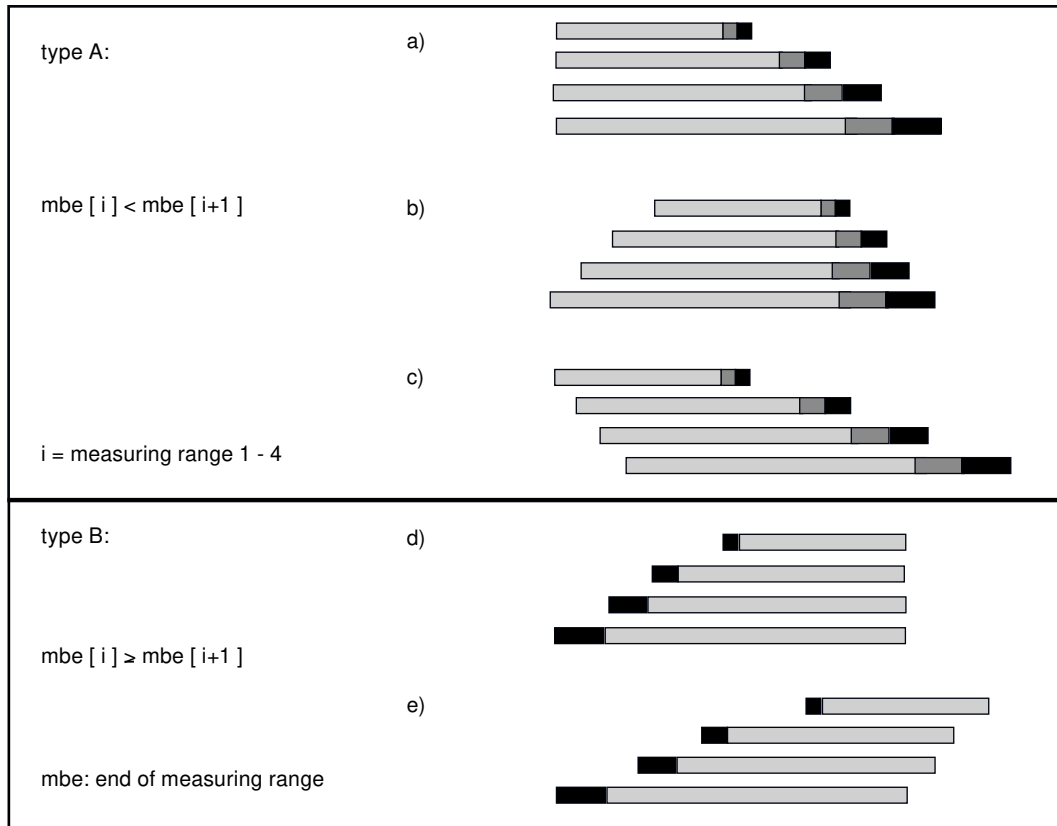 type A:
a)
mbe [ i ] < mbe [ i+1 ]
b)
c)
i = measuring range 1 - 4
type B:
d)
mbe [ i ] ≥ mbe [ i+1 ]
e)
mbe: end of measuring range